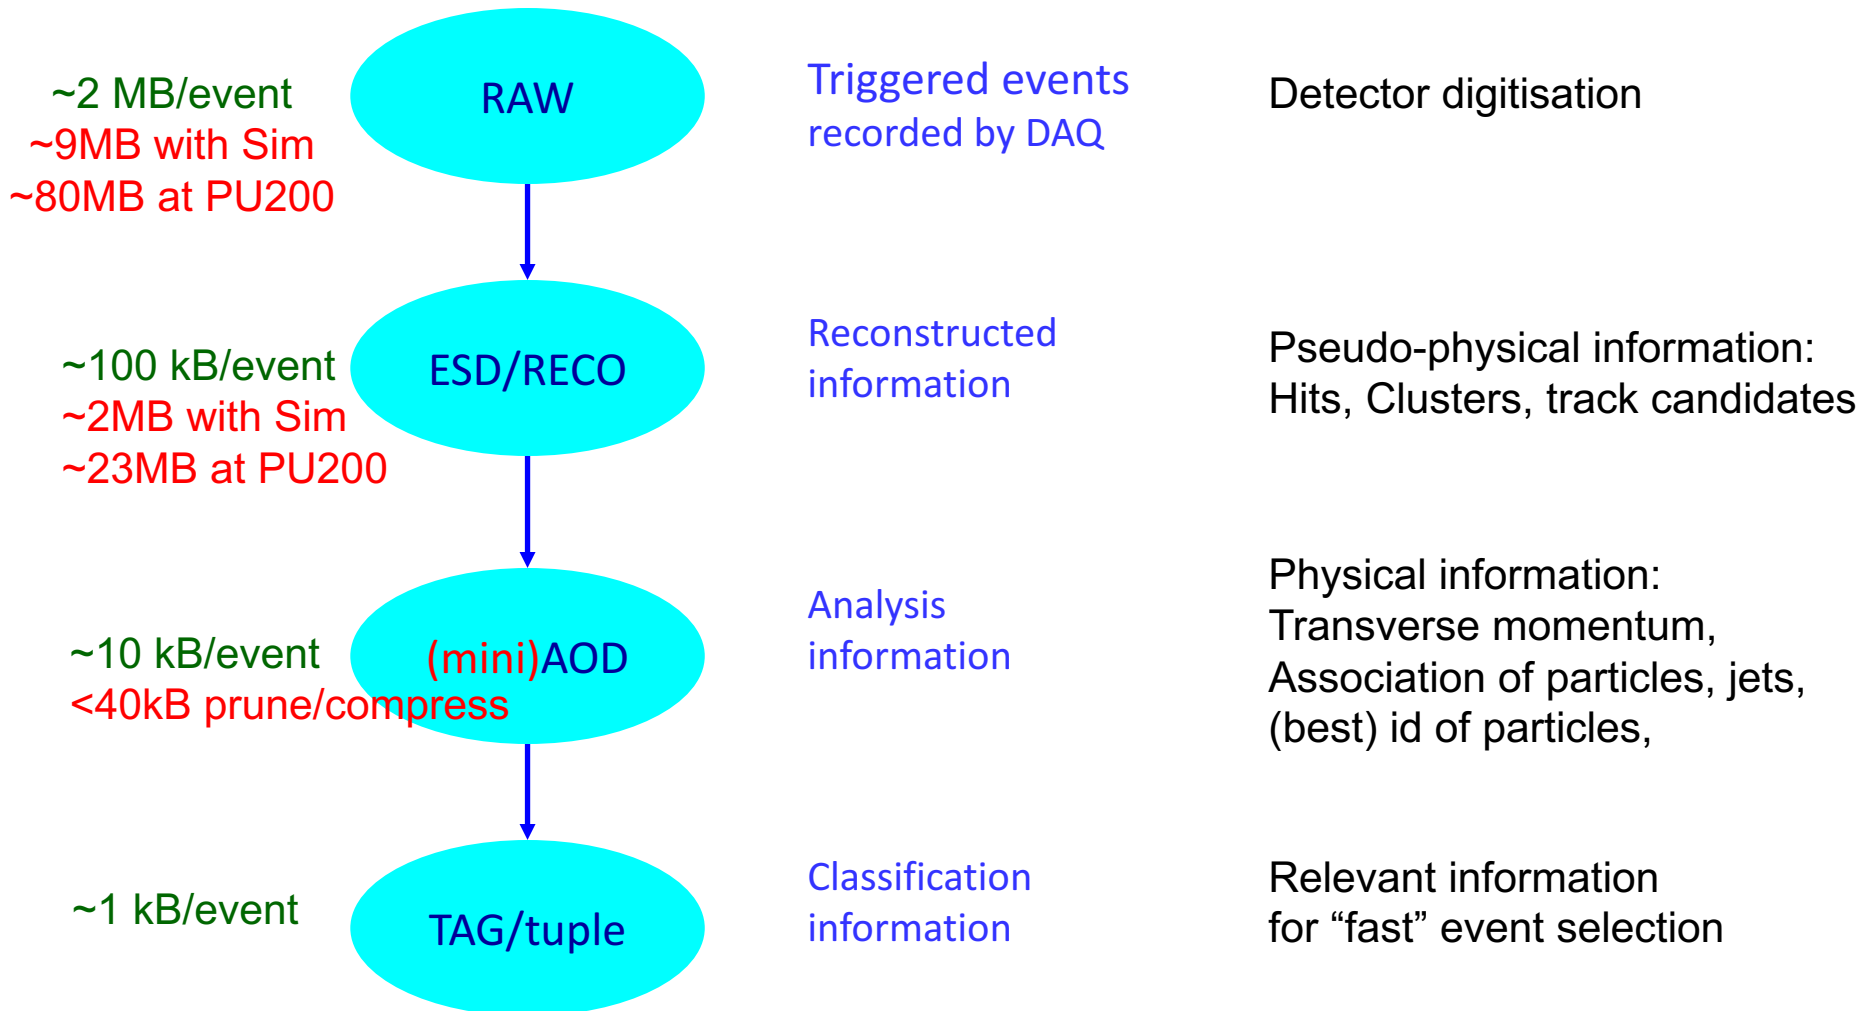 ~2 MB/event
~9MB with Sim
~80MB at PU200
RAW
Triggered events
recorded by DAQ
Detector digitisation
~100 kB/event
~2MB with Sim
~23MB at PU200
ESD/RECO
Reconstructed
information
Pseudo-physical information:
Hits, Clusters, track candidates
~10 kB/event
<40kB prune/compress
(mini)AOD
Analysis
information
Physical information:
Transverse momentum,
Association of particles, jets,
(best) id of particles,
~1 kB/event
TAG/tuple
Classification
information
Relevant information
for “fast” event selection